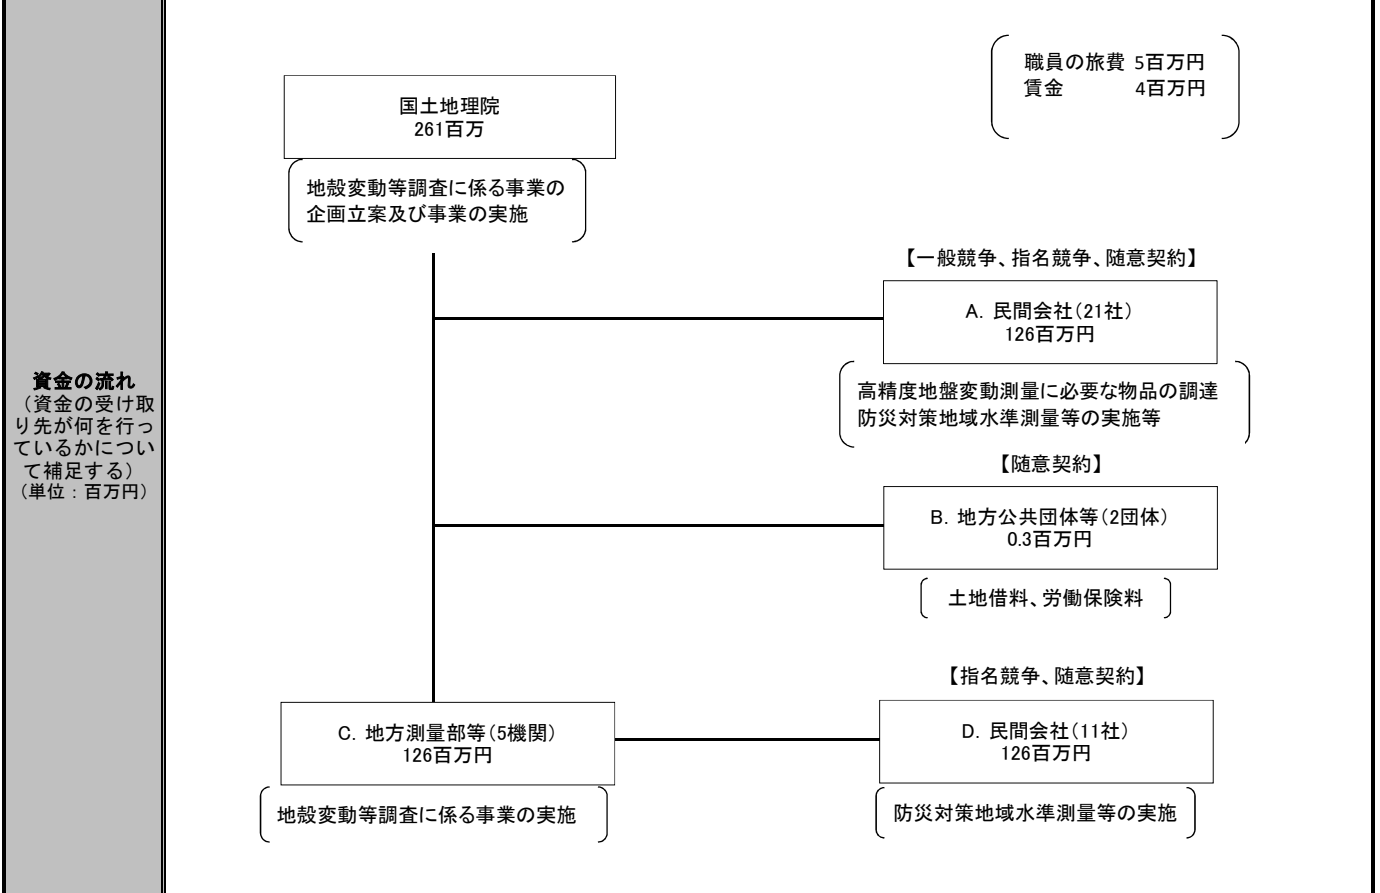 資金の流れ
（資金の受け取
り先が何を行っ
ているかについ
て補足する）
（単位：百万円）
職員の旅費 5百万円
賃金 4百万円
国土地理院
261百万
地殻変動等調査に係る事業の
企画立案及び事業の実施
【一般競争、指名競争、随意契約】
A. 民間会社（21社）
126百万円
高精度地盤変動測量に必要な物品の調達
防災対策地域水準測量等の実施等
【随意契約】
B. 地方公共団体等（2団体）
0.3百万円
土地借料、労働保険料
C. 地方測量部等（5機関）
126百万円
地殻変動等調査に係る事業の実施
【指名競争、随意契約】
D. 民間会社（11社）
126百万円
防災対策地域水準測量等の実施